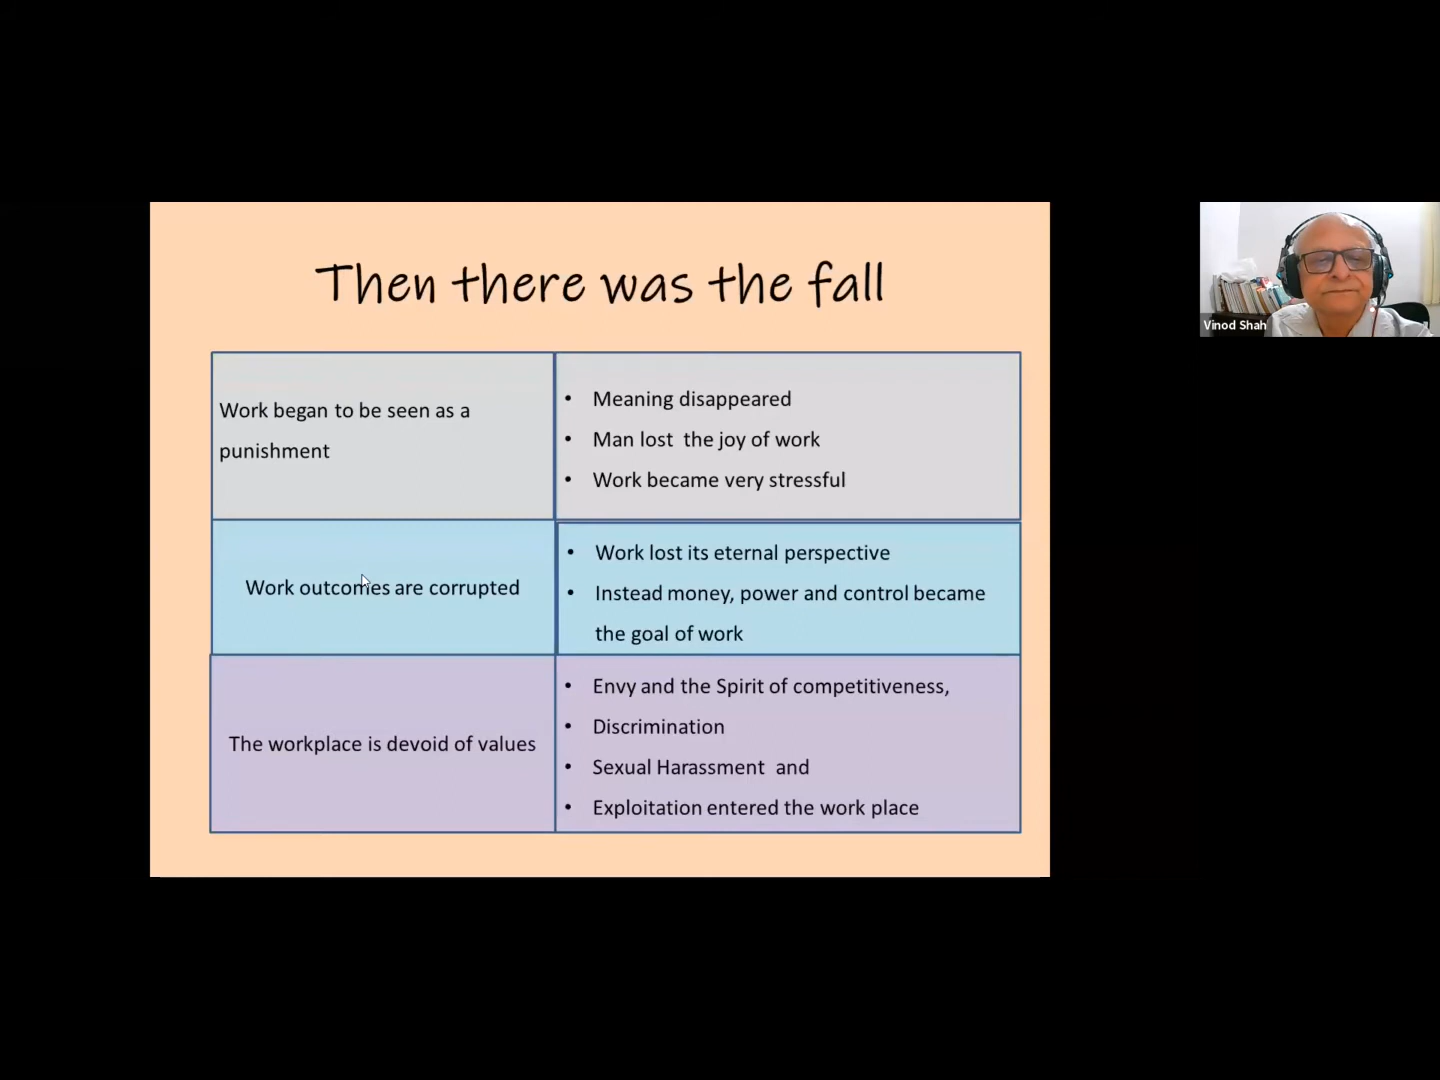 Then there was the fall
Work began to be seen as a
punishment
• Meaning disappeared
• Man lost the joy of work
• Work became very stressful
Work outcomes are corrupted
• Work lost its eternal perspective
• Instead money, power and control became
the goal of work
The workplace is devoid of values
• Envy and the Spirit of competitiveness,
• Discrimination
• Sexual Harassment and
• Exploitation entered the work place
Vinod Shah